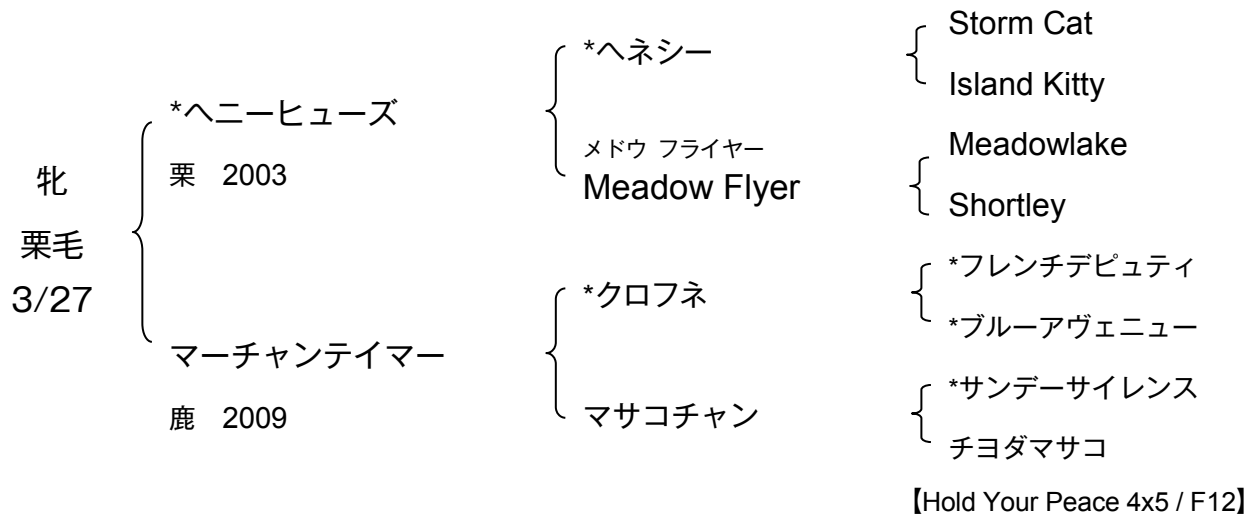 牝
栗毛
3/27
*ヘニーヒューズ
栗 2003
マーチャンテイマー
鹿 2009
*ヘネシー
メドウ フライヤー
Meadow Flyer
*クロフネ
マサコチャン
Storm Cat
Island Kitty
Meadowlake
Shortley
*フレンチデピュティ
*ブルーアヴェニュー
*サンデーサイレンス
チヨダマサコ
【Hold Your Peace 4x5 / F12】